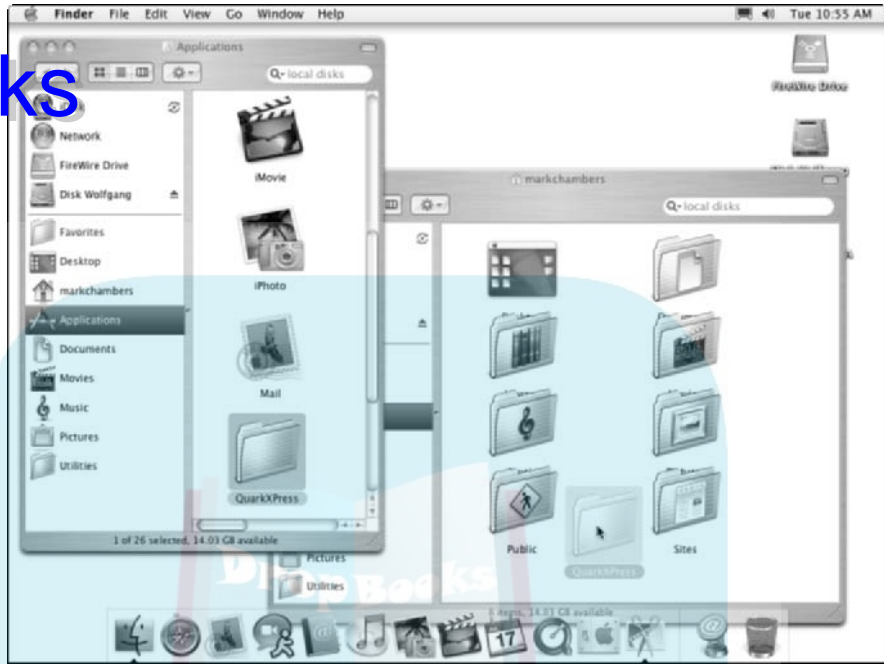 Finder File Edit View Go Window Help
Tue 10:55 AM
Applications
ks
local disks
Network
FireWire Drive
Disk Wolfgang
Favorites
Desktop
markchambers
Applications
Documents
Movies
Music
Pictures
Utilities
iMovie
iPhoto
Mail
QuarkXPress
1 of 26 selected, 14.03 GB available
FireWire Drive
markchambers
local disks
Public
QuarkXPress
Sites
Pictures
Utilities
items, 14.03 GB available
DropBooks
17